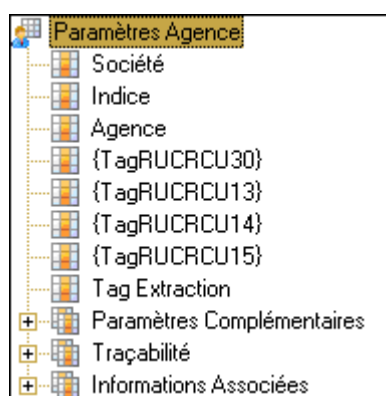 Paramètres Agence
Société
Indice
Agence
{TagRUCRCU30}
{TagRUCRCU13}
{TagRUCRCU14}
{TagRUCRCU15}
Tag Extraction
Paramètres Complémentaires
Traçabilité
Informations Associées